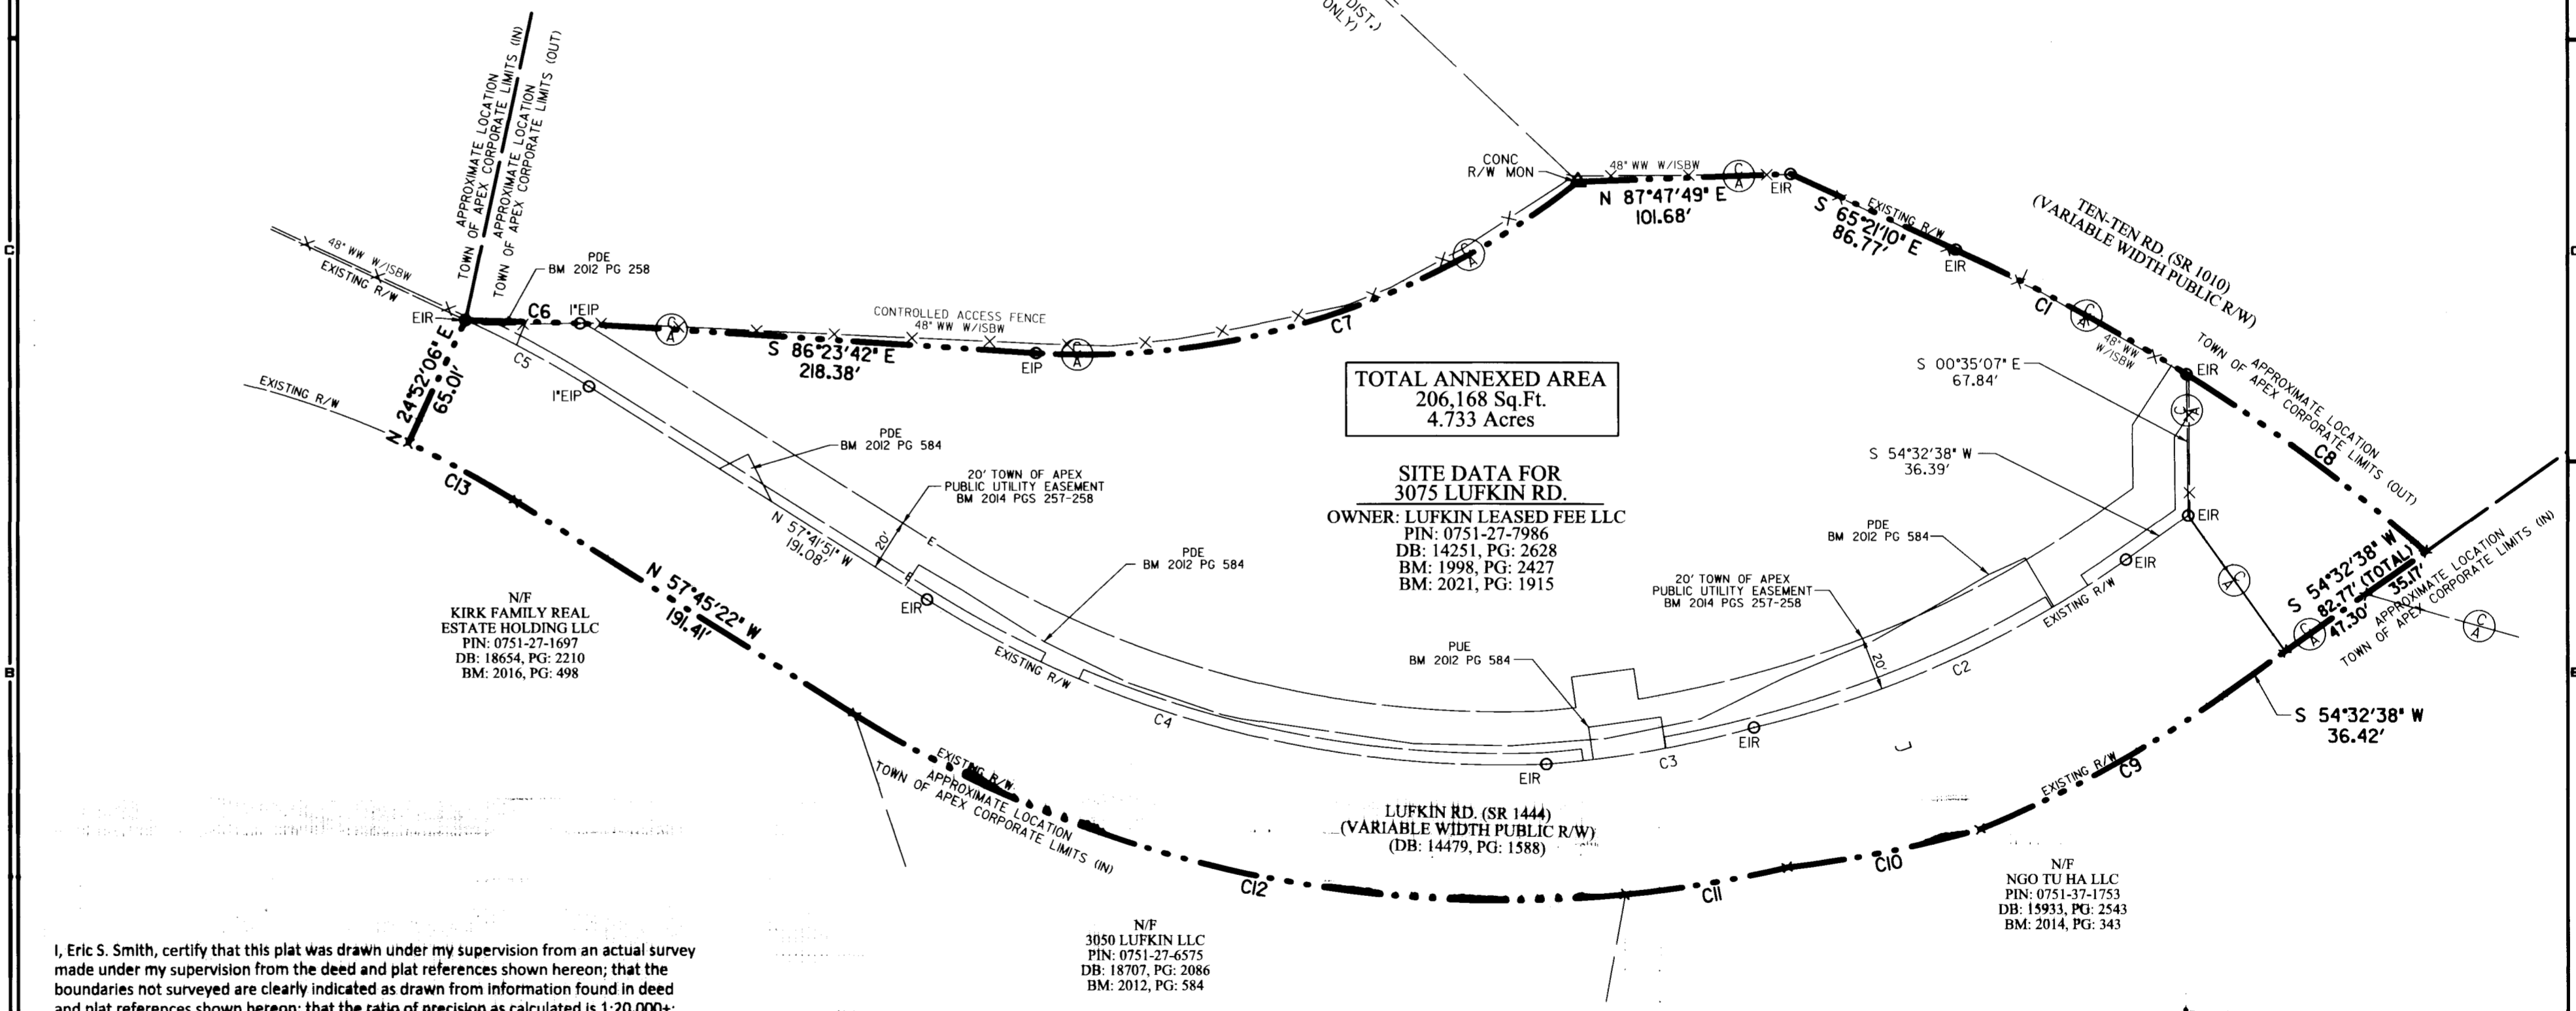 DIST.)
ONLY)
APPROXIMATE LOCATION
TOWN OF APEX CORPORATE LIMITS (IN)
APPROXIMATE LOCATION
TOWN OF APEX CORPORATE LIMITS (OUT)
48" WW W/ISBW
EXISTING R/W
PDE
BM 2012 PG 258
EIR
C6
1"EIP
C5
1"EIP
N 24°52'06" E
65.01'
EXISTING R/W
C
A
S 86°23'42" E
218.38'
CONTROLLED ACCESS FENCE
48" WW W/ISBW
EIP
C
A
C7
C
A
CONC
R/W MON
48" WW W/ISBW
C
A
N 87°47'49" E
101.68'
EIR
EXISTING R/W
S 65°21'10" E
86.77'
EIR
C1
C
A
48" WW
W/ISBW
TEN-TEN RD. (SR 1010)
(VARIABLE WIDTH PUBLIC R/W)
APPROXIMATE LOCATION
TOWN OF APEX CORPORATE
LIMITS (OUT)
S 00°35'07" E
67.84'
EIR
C
A
C8
S 54°32'38" W
36.39'
EIR
EIR
C
A
S 54°32'38" W
82.77' (TOTAL)
35.17'
47.30'
C
A
C
A
APPROXIMATE LOCATION
TOWN OF APEX CORPORATE LIMITS (IN)
S 54°32'38" W
36.42'
TOTAL ANNEXED AREA
206,168 Sq.Ft.
4.733 Acres
SITE DATA FOR
3075 LUFKIN RD.
OWNER: LUFKIN LEASED FEE LLC
PIN: 0751-27-7986
DB: 14251, PG: 2628
BM: 1998, PG: 2427
BM: 2021, PG: 1915
PDE
BM 2012 PG 584
20' TOWN OF APEX
PUBLIC UTILITY EASEMENT
BM 2014 PGS 257-258
N 57°41'51" W
191.08'
20'
E
E
EIR
PDE
BM 2012 PG 584
EXISTING R/W
C4
PUE
BM 2012 PG 584
20' TOWN OF APEX
PUBLIC UTILITY EASEMENT
BM 2014 PGS 257-258
20'
PDE
BM 2012 PG 584
EXISTING R/W
C2
EIR
C3
EIR
C13
N 57°45'22" W
191.41'
N/F
KIRK FAMILY REAL
ESTATE HOLDING LLC
PIN: 0751-27-1697
DB: 18654, PG: 2210
BM: 2016, PG: 498
EXISTING R/W
APPROXIMATE LOCATION
TOWN OF APEX CORPORATE LIMITS (IN)
LUFKIN RD. (SR 1444)
(VARIABLE WIDTH PUBLIC R/W)
(DB: 14479, PG: 1588)
EXISTING R/W
C9
C10
C11
C12
N/F
NGO TU HA LLC
PIN: 0751-37-1753
DB: 15933, PG: 2543
BM: 2014, PG: 343
N/F
3050 LUFKIN LLC
PIN: 0751-27-6575
DB: 18707, PG: 2086
BM: 2012, PG: 584
I, Eric S. Smith, certify that this plat was drawn under my supervision from an actual survey
made under my supervision from the deed and plat references shown hereon; that the
boundaries not surveyed are clearly indicated as drawn from information found in deed
and plat references shown hereon; that the ratio of precision as calculated is 1:20,000+;
C
B